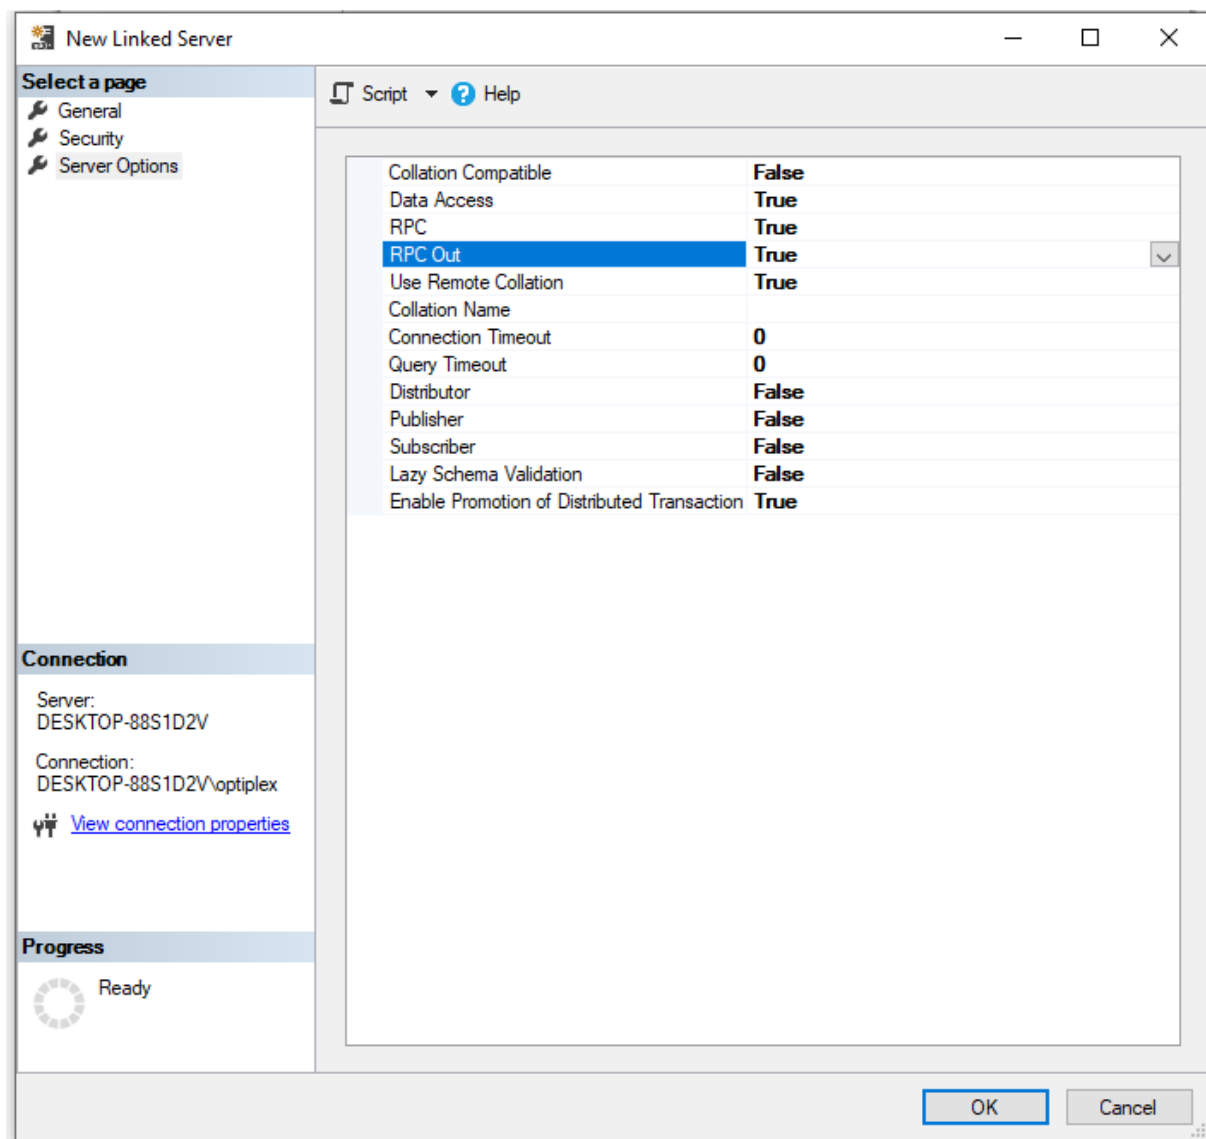 New Linked Server
Select a page
General
Security
Server Options
Script
Help
Collation Compatible False
Data Access True
RPC True
RPC Out True
Use Remote Collation True
Collation Name
Connection Timeout 0
Query Timeout 0
Distributor False
Publisher False
Subscriber False
Lazy Schema Validation False
Enable Promotion of Distributed Transaction True
Connection
Server:
DESKTOP-88S1D2V
Connection:
DESKTOP-88S1D2V\optiplex
View connection properties
Progress
Ready
OK
Cancel